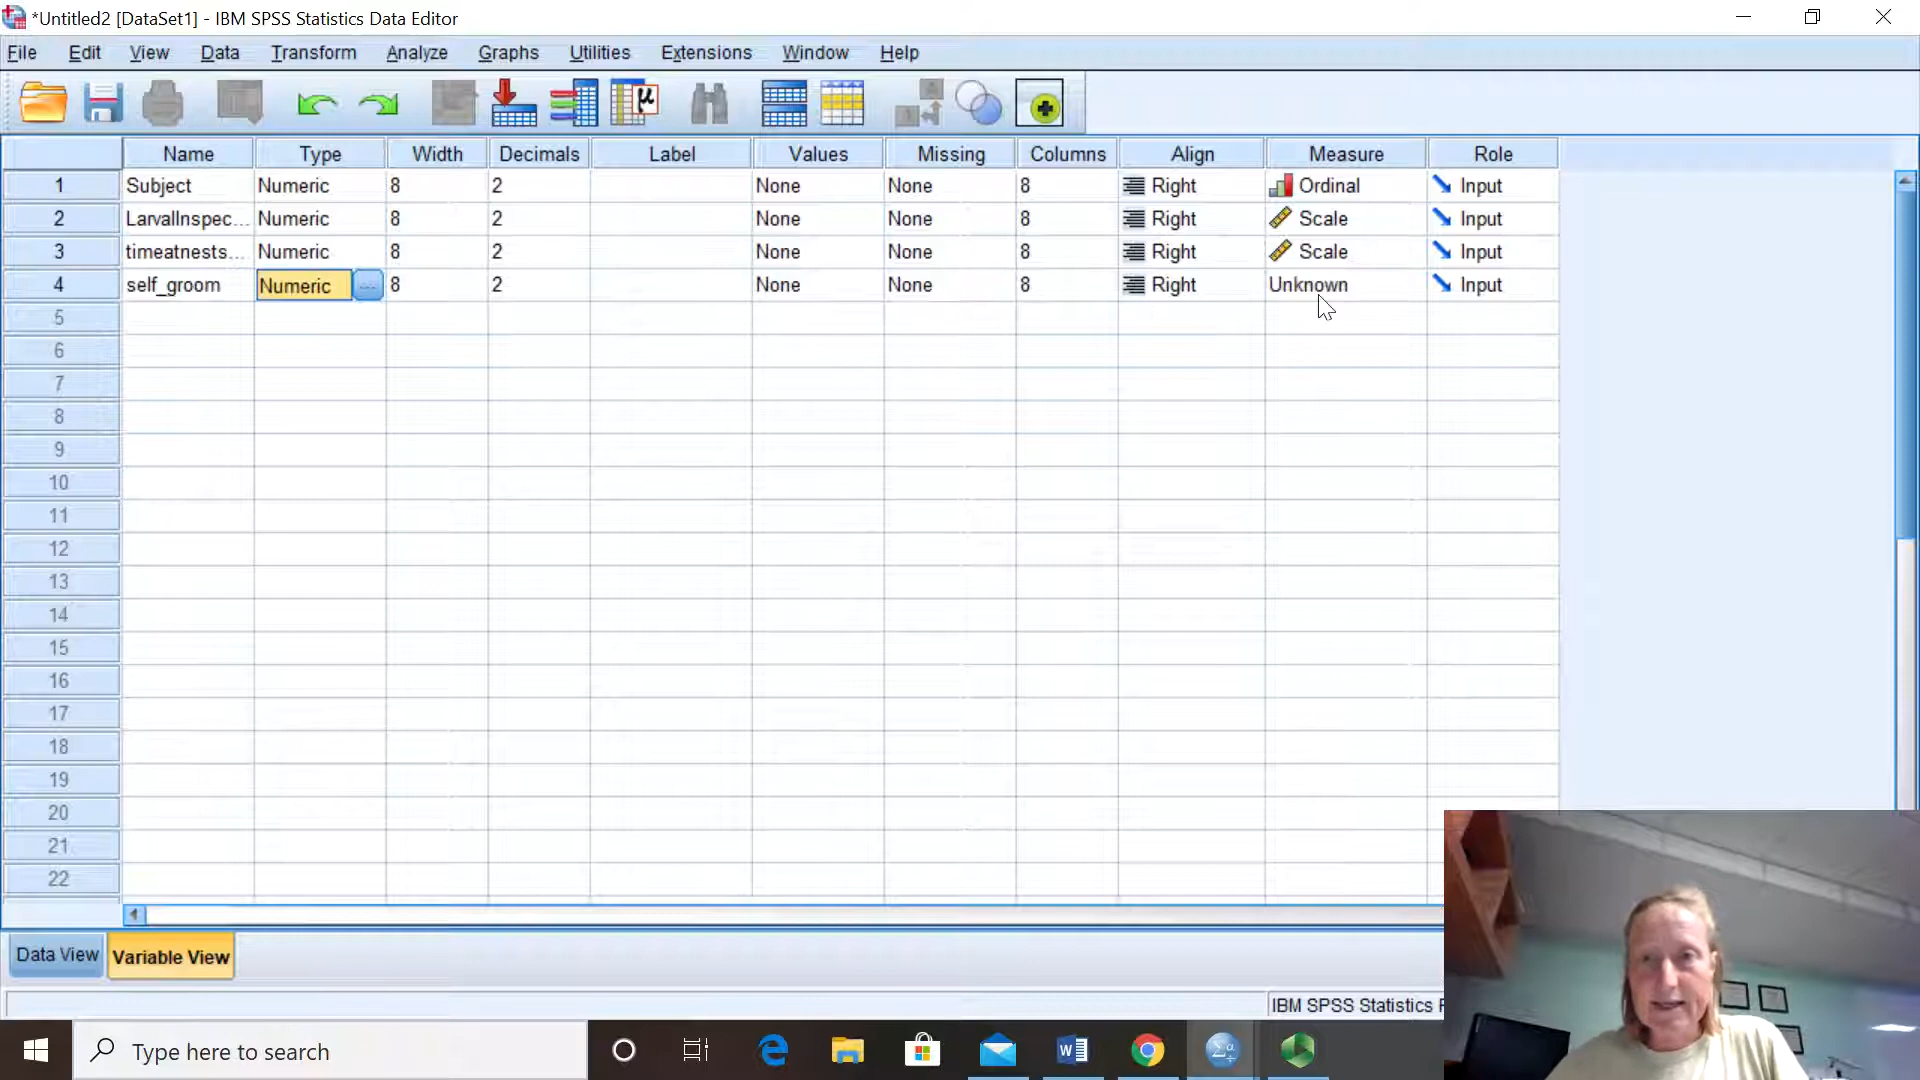 *Untitled2 [DataSet1] - IBM SPSS Statistics Data Editor
File Edit View Data Transform Analyze Graphs Utilities Extensions Window Help
Name Type Width Decimals Label Values Missing Columns Align Measure Role
1 Subject Numeric 8 2 None None 8 Right Ordinal Input
2 LarvalInspec... Numeric 8 2 None None 8 Right Scale Input
3 timeatnests... Numeric 8 2 None None 8 Right Scale Input
4 self_groom Numeric ... 8 2 None None 8 Right Unknown Input
5
6
7
8
9
10
11
12
13
14
15
16
17
18
19
20
21
22
Data View Variable View
IBM SPSS Statistics
Type here to search